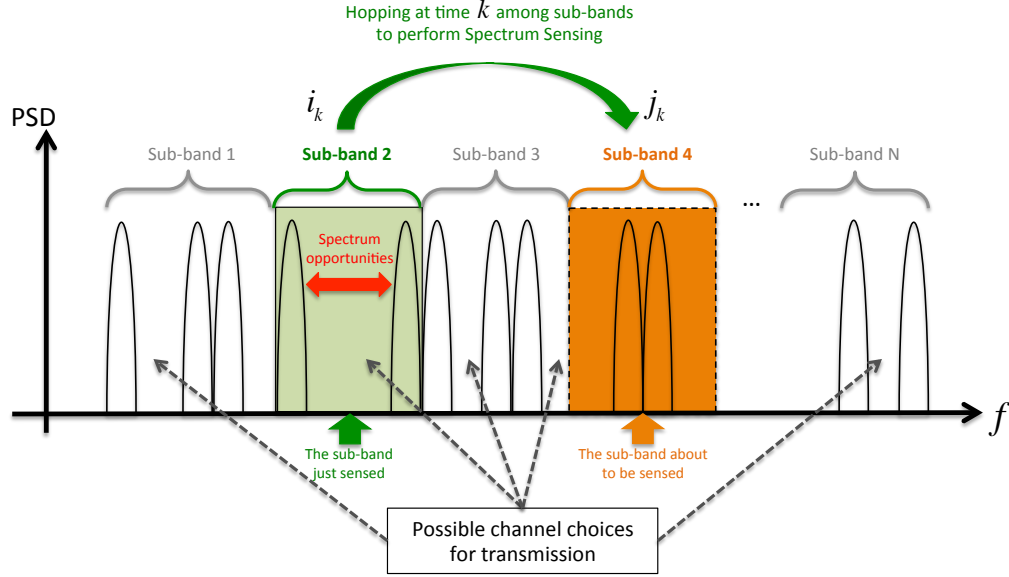 Hopping at time k among sub-bands
to perform Spectrum Sensing
i_k
j_k
PSD
Sub-band 1
Sub-band 2
Sub-band 3
Sub-band 4
Sub-band N
...
Spectrum
opportunities
f
The sub-band
just sensed
The sub-band about
to be sensed
Possible channel choices
for transmission